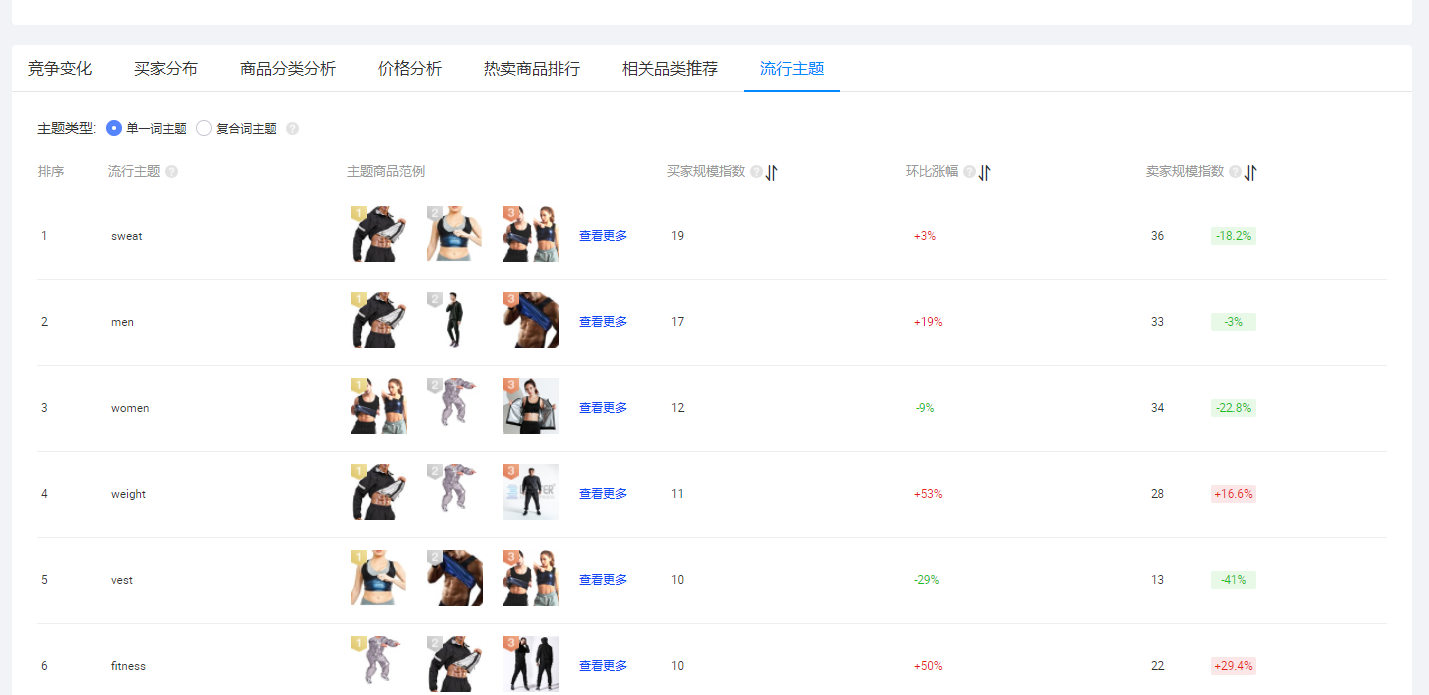 竞争变化 买家分布 商品分类分析 价格分析 热卖商品排行 相关品类推荐 流行主题
主题类型: 单一词主题 复合词主题 ?
排序 流行主题 ? 主题商品范例 买家规模指数 ? 环比涨幅 ? 卖家规模指数 ?
1 sweat 1 2 3 查看更多 19 +3% 36 -18.2%
2 men 1 2 3 查看更多 17 +19% 33 -3%
3 women 1 2 3 查看更多 12 -9% 34 -22.8%
4 weight 1 2 3 查看更多 11 +53% 28 +16.6%
5 vest 1 2 3 查看更多 10 -29% 13 -41%
6 fitness 1 2 3 查看更多 10 +50% 22 +29.4%